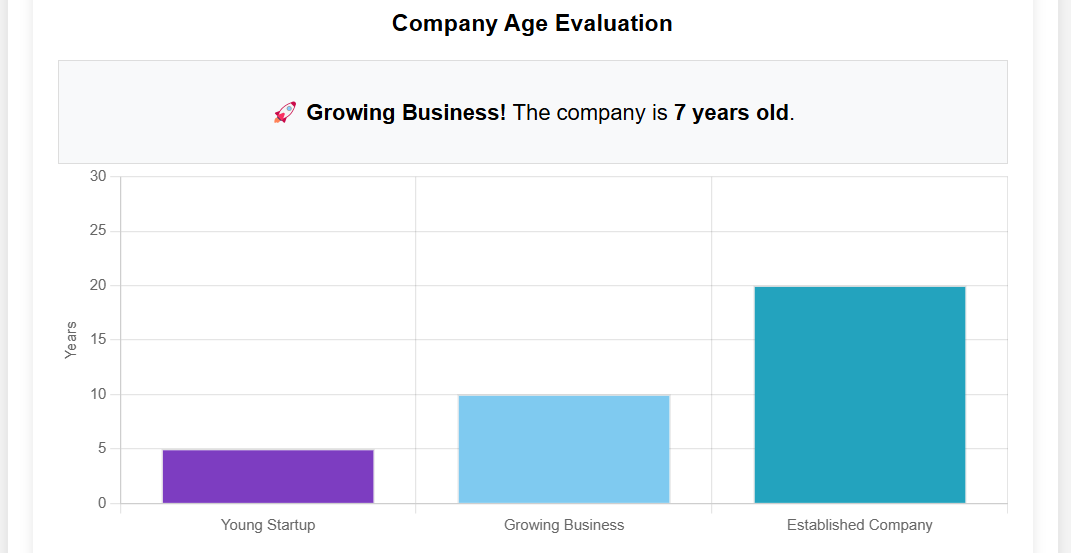 Company Age Evaluation
🚀 Growing Business! The company is 7 years old.
30
25
20
15
10
5
0
Years
Young Startup
Growing Business
Established Company